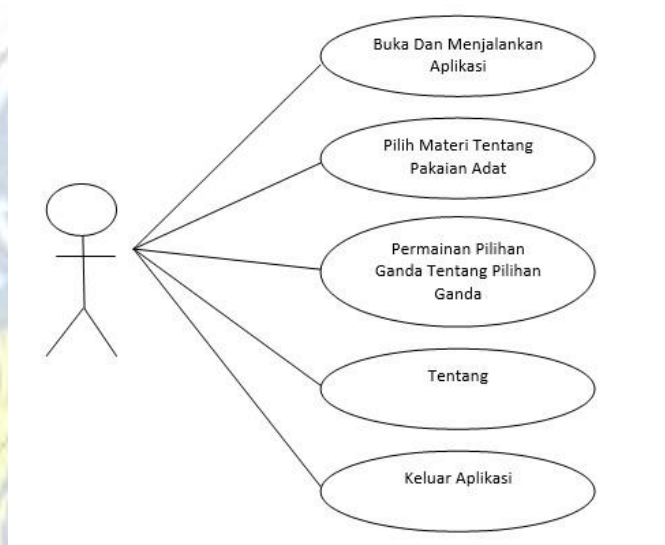 Buka Dan Menjalankan
Aplikasi
Pilih Materi Tentang
Pakaian Adat
Permainan Pilihan
Ganda Tentang Pilihan
Ganda
Tentang
Keluar Aplikasi